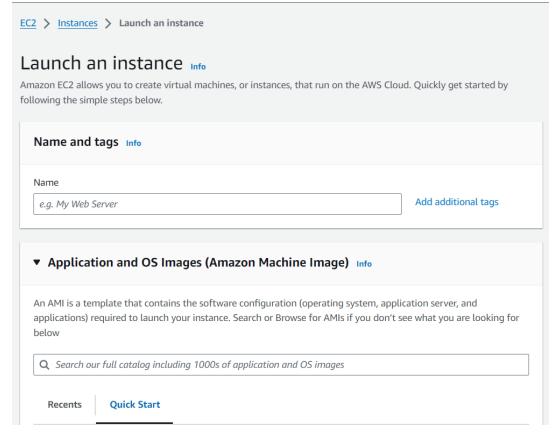 EC2 > Instances > Launch an instance
Launch an instance Info
Amazon EC2 allows you to create virtual machines, or instances, that run on the AWS Cloud. Quickly get started by
following the simple steps below.
Name and tags Info
Name
e.g. My Web Server
Add additional tags
Application and OS Images (Amazon Machine Image) Info
An AMI is a template that contains the software configuration (operating system, application server, and
applications) required to launch your instance. Search or Browse for AMIs if you don't see what you are looking for
below
Search our full catalog including 1000s of application and OS images
Recents
Quick Start